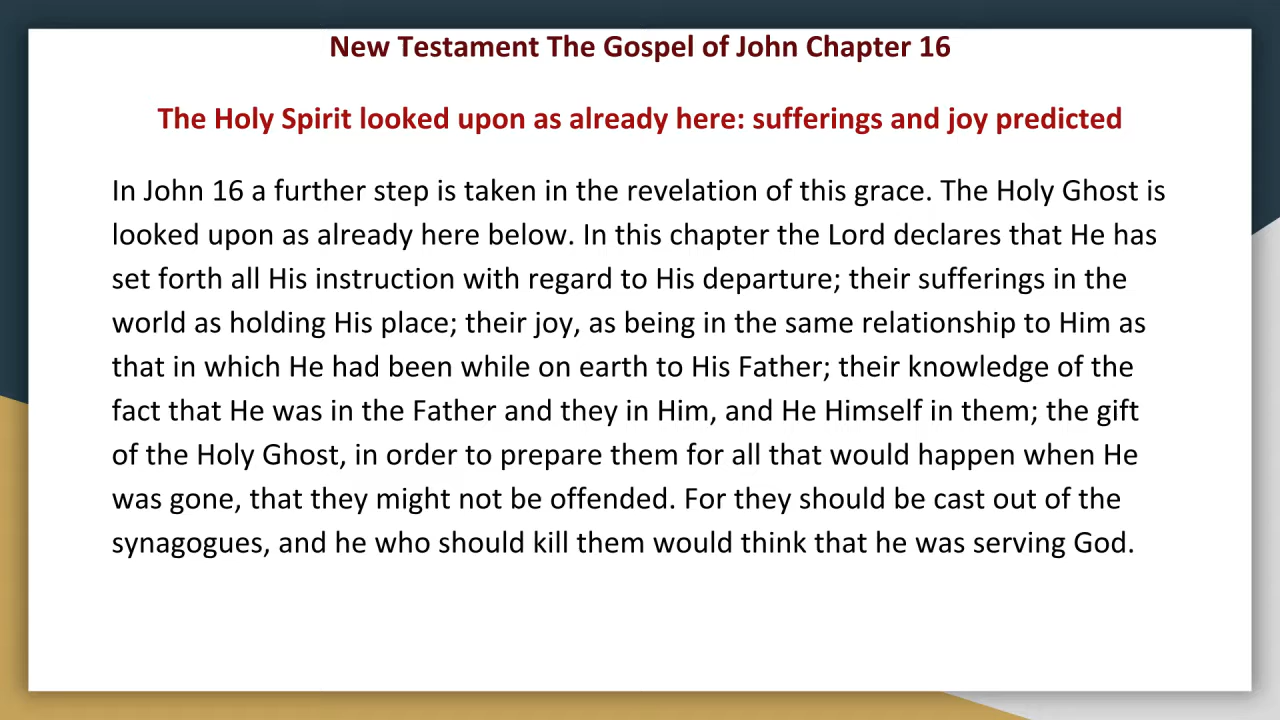 New Testament The Gospel of John Chapter 16
The Holy Spirit looked upon as already here: sufferings and joy predicted
In John 16 a further step is taken in the revelation of this grace. The Holy Ghost is
looked upon as already here below. In this chapter the Lord declares that He has
set forth all His instruction with regard to His departure; their sufferings in the
world as holding His place; their joy, as being in the same relationship to Him as
that in which He had been while on earth to His Father; their knowledge of the
fact that He was in the Father and they in Him, and He Himself in them; the gift
of the Holy Ghost, in order to prepare them for all that would happen when He
was gone, that they might not be offended. For they should be cast out of the
synagogues, and he who should kill them would think that he was serving God.